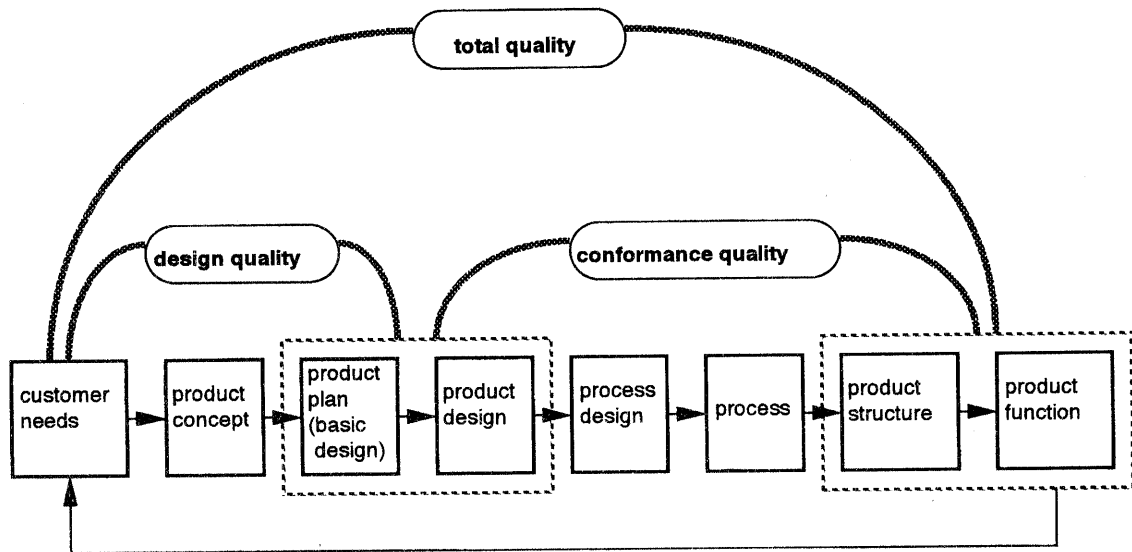 total quality
design quality
conformance quality
customer
needs
product
concept
product
plan
(basic
design)
product
design
process
design
process
product
structure
product
function